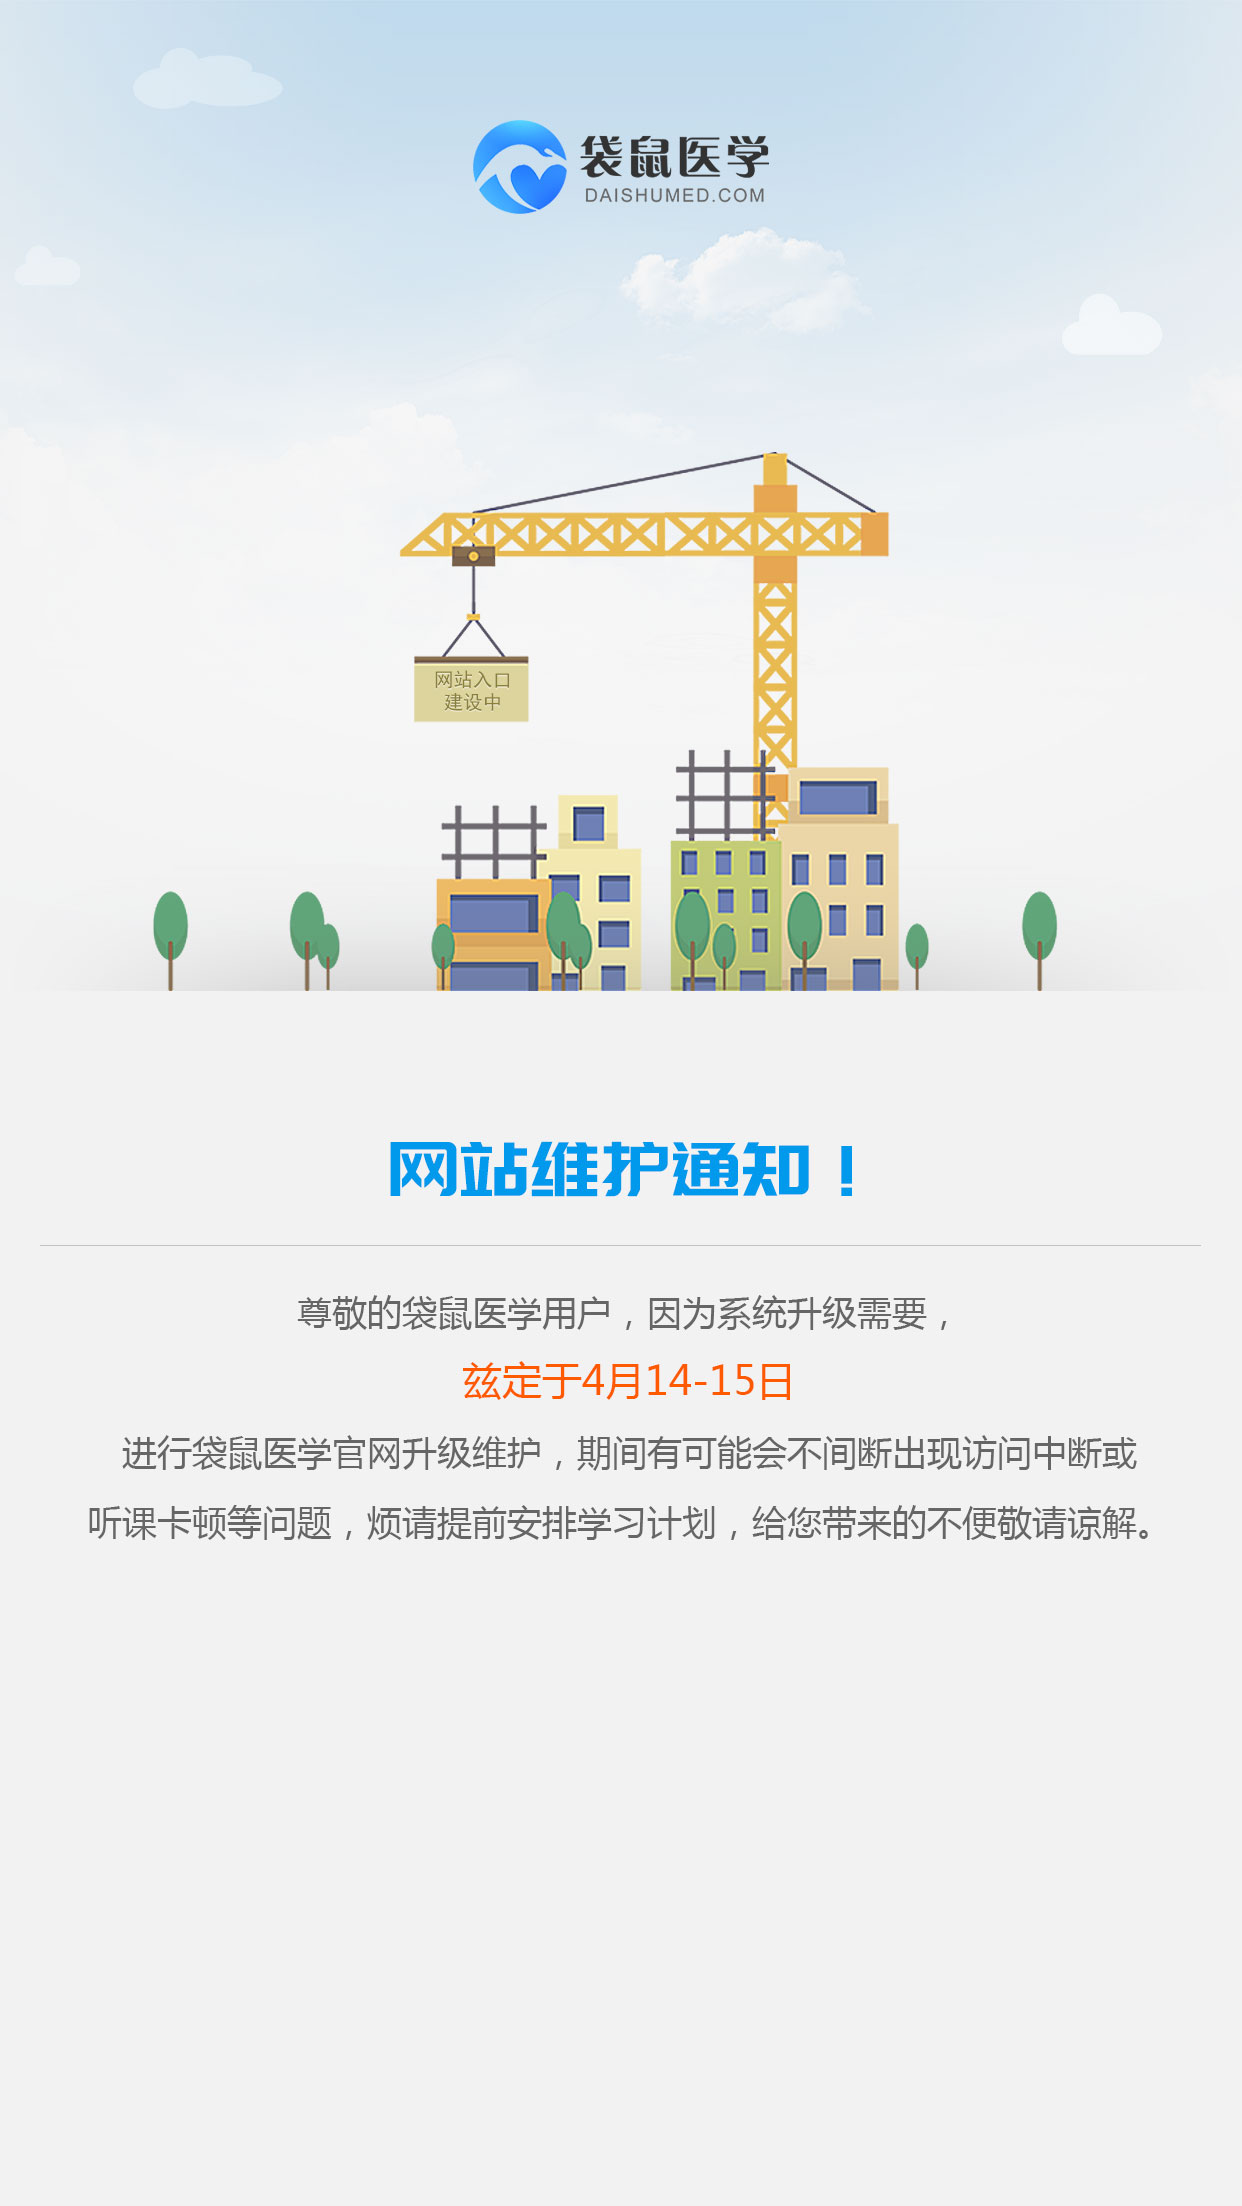 袋鼠医学
DAISHUMED.COM
网站入口
建设中
网站维护通知！
尊敬的袋鼠医学用户，因为系统升级需要，
兹定于4月14-15日
进行袋鼠医学官网升级维护，期间有可能会不间断出现访问中断或
听课卡顿等问题，烦请提前安排学习计划，给您带来的不便敬请谅解。